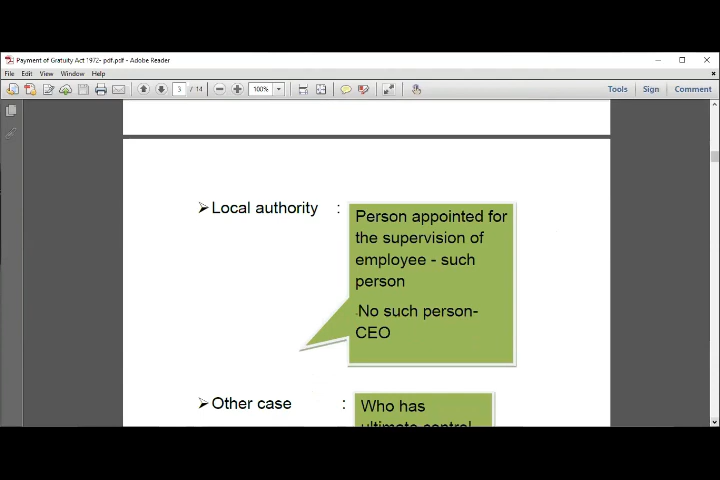 Payment of Gratuity Act 1972- pdf.pdf - Adobe Reader
File Edit View Window Help
3 / 14 100% Tools Sign Comment
Local authority :
Person appointed for
the supervision of
employee - such
person
No such person-
CEO
Other case :
Who has
ultimate control